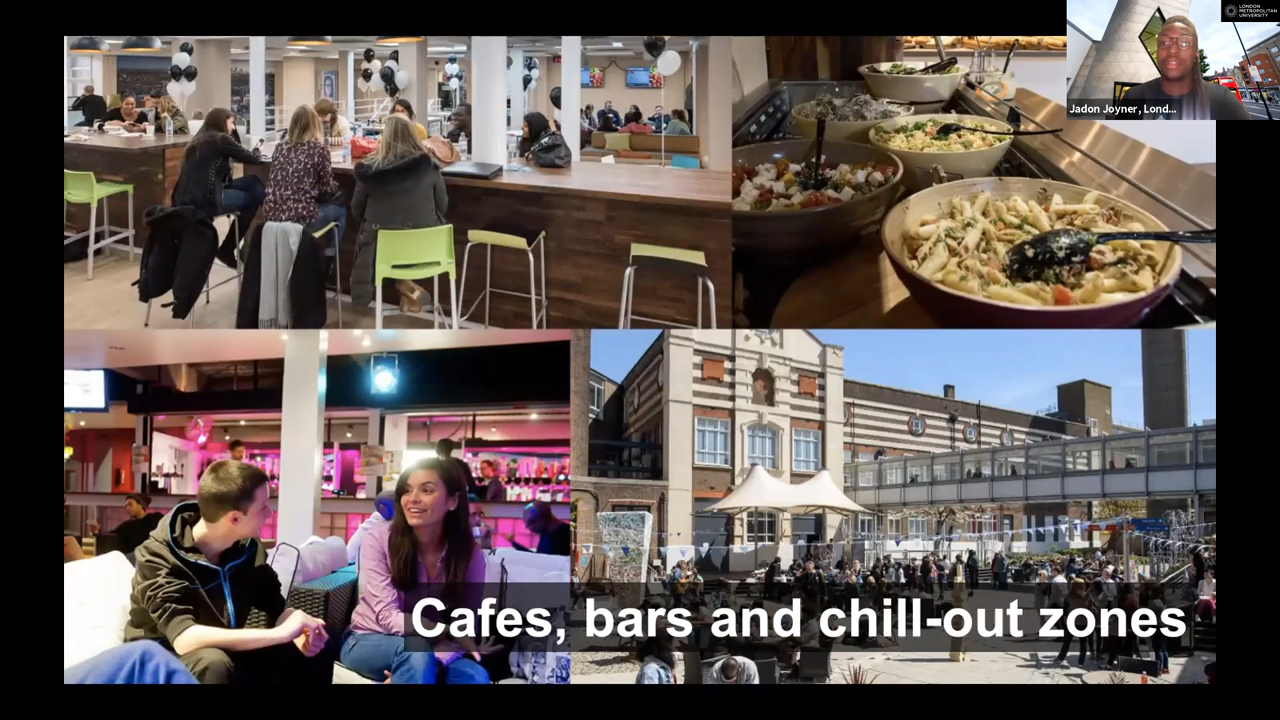 LONDON
METROPOLITAN
UNIVERSITY
Jadon Joyner, Lond...
Cafes, bars and chill-out zones